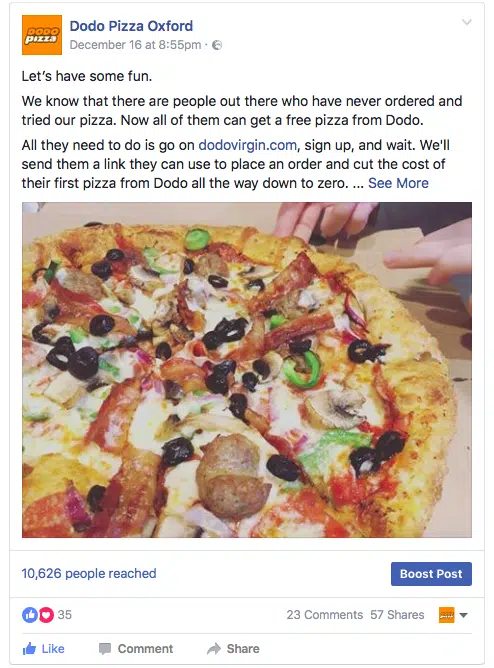 DODO
pizza
Dodo Pizza Oxford
December 16 at 8:55pm ·
Let's have some fun.
We know that there are people out there who have never ordered and
tried our pizza. Now all of them can get a free pizza from Dodo.
All they need to do is go on dodovirgin.com, sign up, and wait. We'll
send them a link they can use to place an order and cut the cost of
their first pizza from Dodo all the way down to zero. ... See More
10,626 people reached
Boost Post
35
23 Comments 57 Shares
Like Comment Share